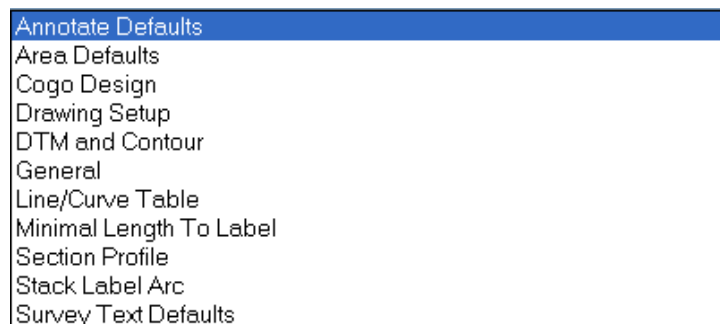 Annotate Defaults
Area Defaults
Cogo Design
Drawing Setup
DTM and Contour
General
Line/Curve Table
Minimal Length To Label
Section Profile
Stack Label Arc
Survey Text Defaults